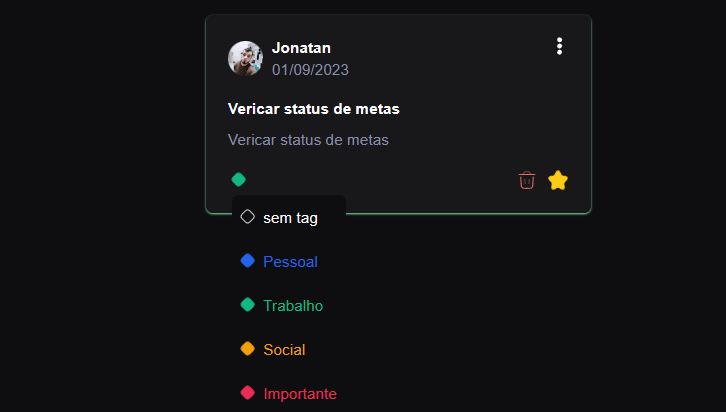 Jonatan
01/09/2023
Vericar status de metas
Vericar status de metas
sem tag
Pessoal
Trabalho
Social
Importante